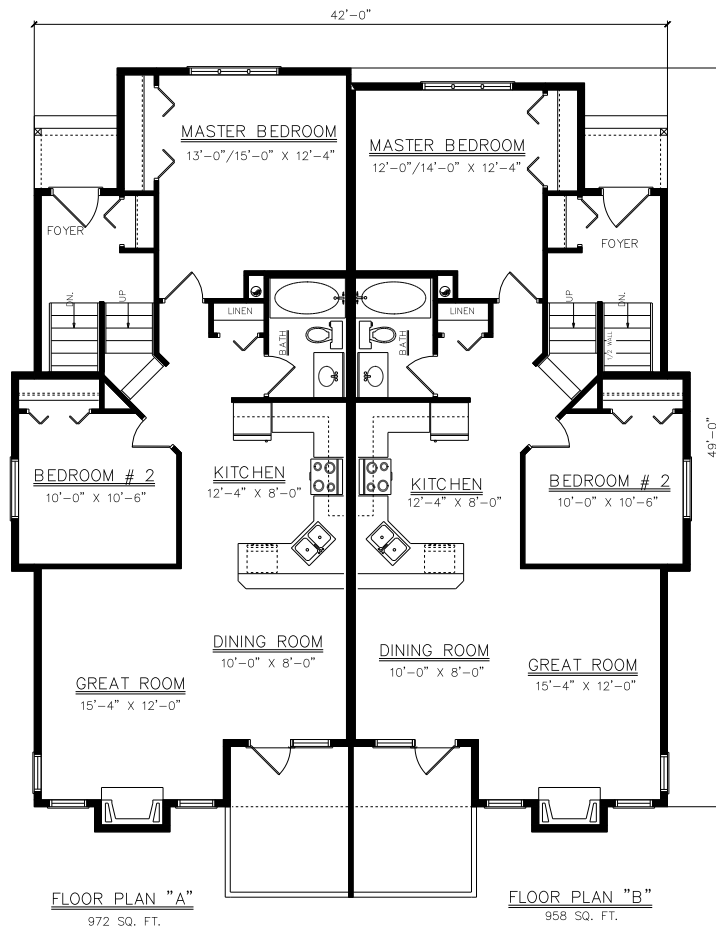 42'-0"
MASTER BEDROOM
13'-0"/15'-0" X 12'-4"
MASTER BEDROOM
12'-0"/14'-0" X 12'-4"
FOYER
FOYER
DN.
UP
LINEN
BATH
BATH
LINEN
UP
DN.
1/2 WALL
49'-0"
BEDROOM # 2
10'-0" X 10'-6"
KITCHEN
12'-4" X 8'-0"
KITCHEN
12'-4" X 8'-0"
BEDROOM # 2
10'-0" X 10'-6"
DINING ROOM
10'-0" X 8'-0"
DINING ROOM
10'-0" X 8'-0"
GREAT ROOM
15'-4" X 12'-0"
GREAT ROOM
15'-4" X 12'-0"
FLOOR PLAN "A"
972 SQ. FT.
FLOOR PLAN "B"
958 SQ. FT.